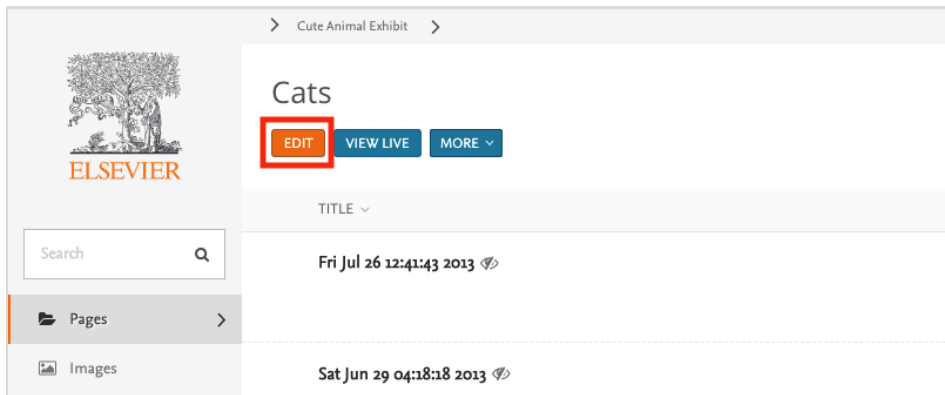 Cute Animal Exhibit
ELSEVIER
Cats
EDIT VIEW LIVE MORE
TITLE
Search
Fri Jul 26 12:41:43 2013
Pages
Images
Sat Jun 29 04:18:18 2013